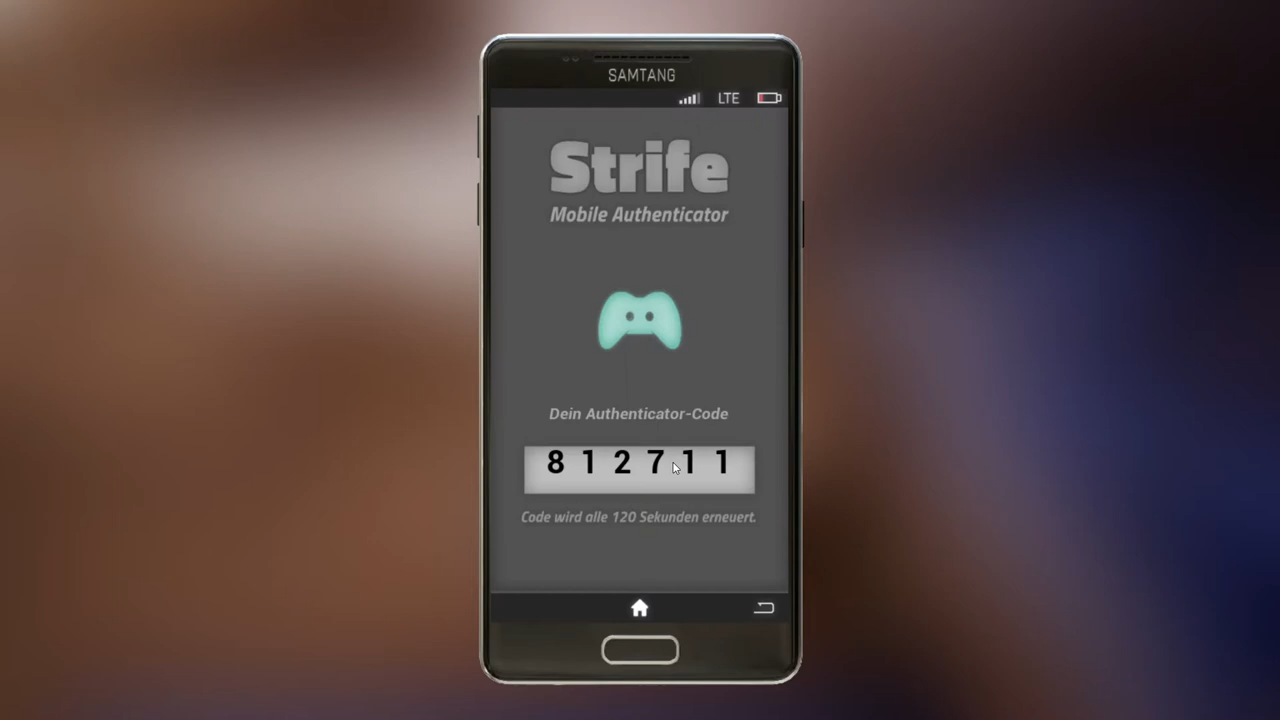 SAMTANG
LTE
Strife
Mobile Authenticator
Dein Authenticator-Code
8 1 2 7 1 1
Code wird alle 120 Sekunden erneuert.